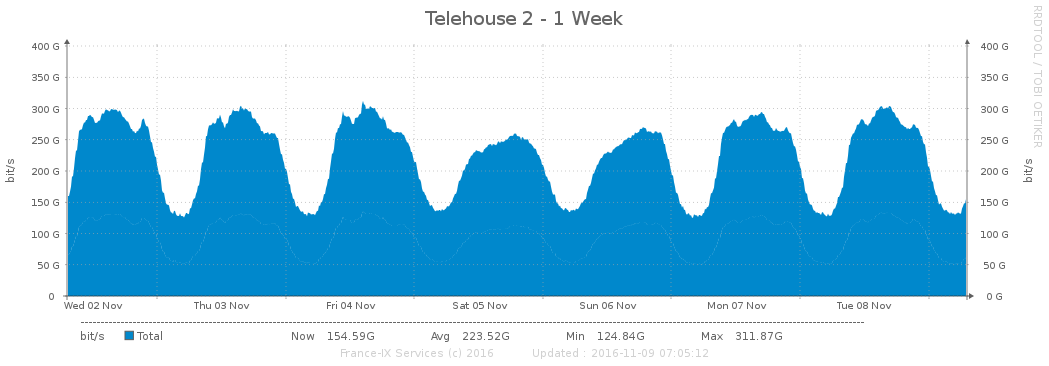 Telehouse 2 - 1 Week
RRDTOOL / TOBI OETIKER
400 G 400 G
350 G 350 G
300 G 300 G
250 G 250 G
200 G 200 G
150 G 150 G
100 G 100 G
50 G 50 G
0 0 G
bit/s bit/s
Wed 02 Nov Thu 03 Nov Fri 04 Nov Sat 05 Nov Sun 06 Nov Mon 07 Nov Tue 08 Nov
bit/s Total Now 154.59G Avg 223.52G Min 124.84G Max 311.87G
France-IX Services (c) 2016 Updated : 2016-11-09 07:05:12